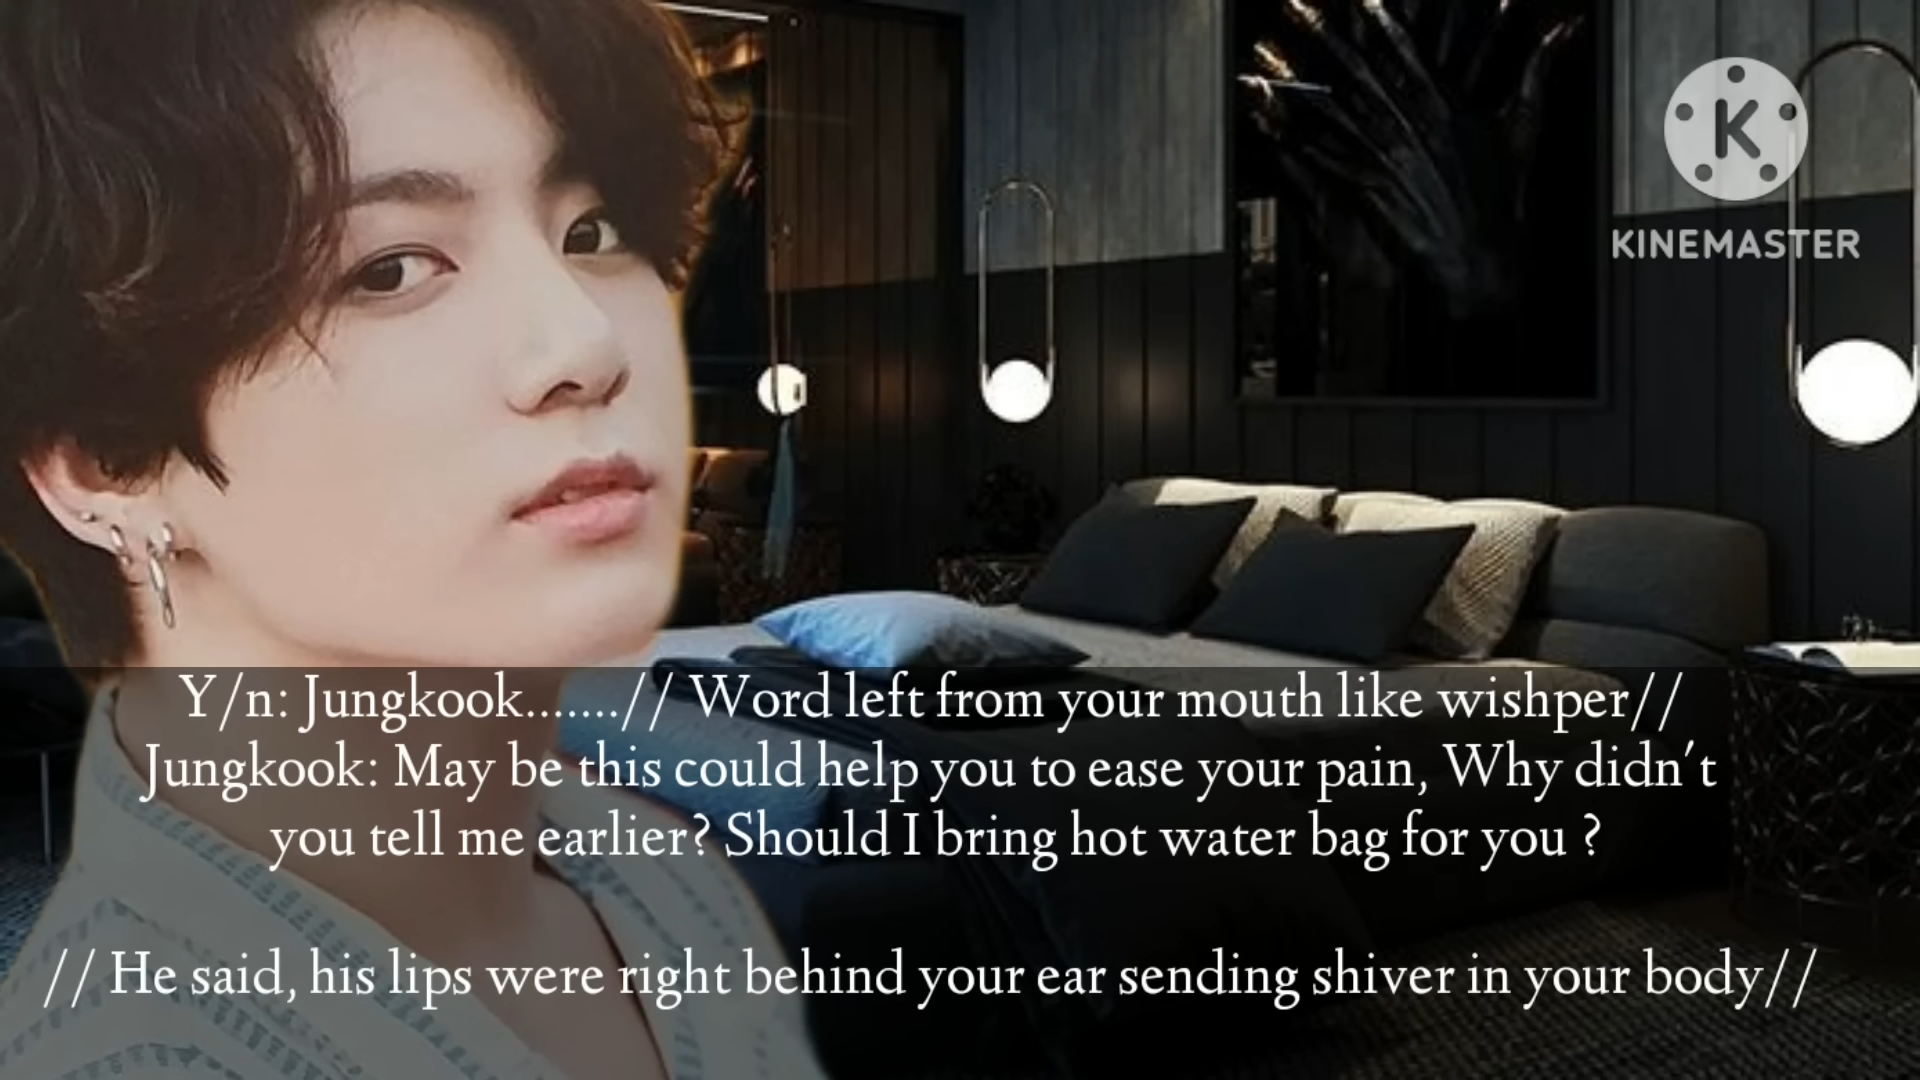 KINEMASTER
Y/n: Jungkook.......// Word left from your mouth like wishper//
Jungkook: May be this could help you to ease your pain, Why didn't
you tell me earlier? Should I bring hot water bag for you ?
// He said, his lips were right behind your ear sending shiver in your body//